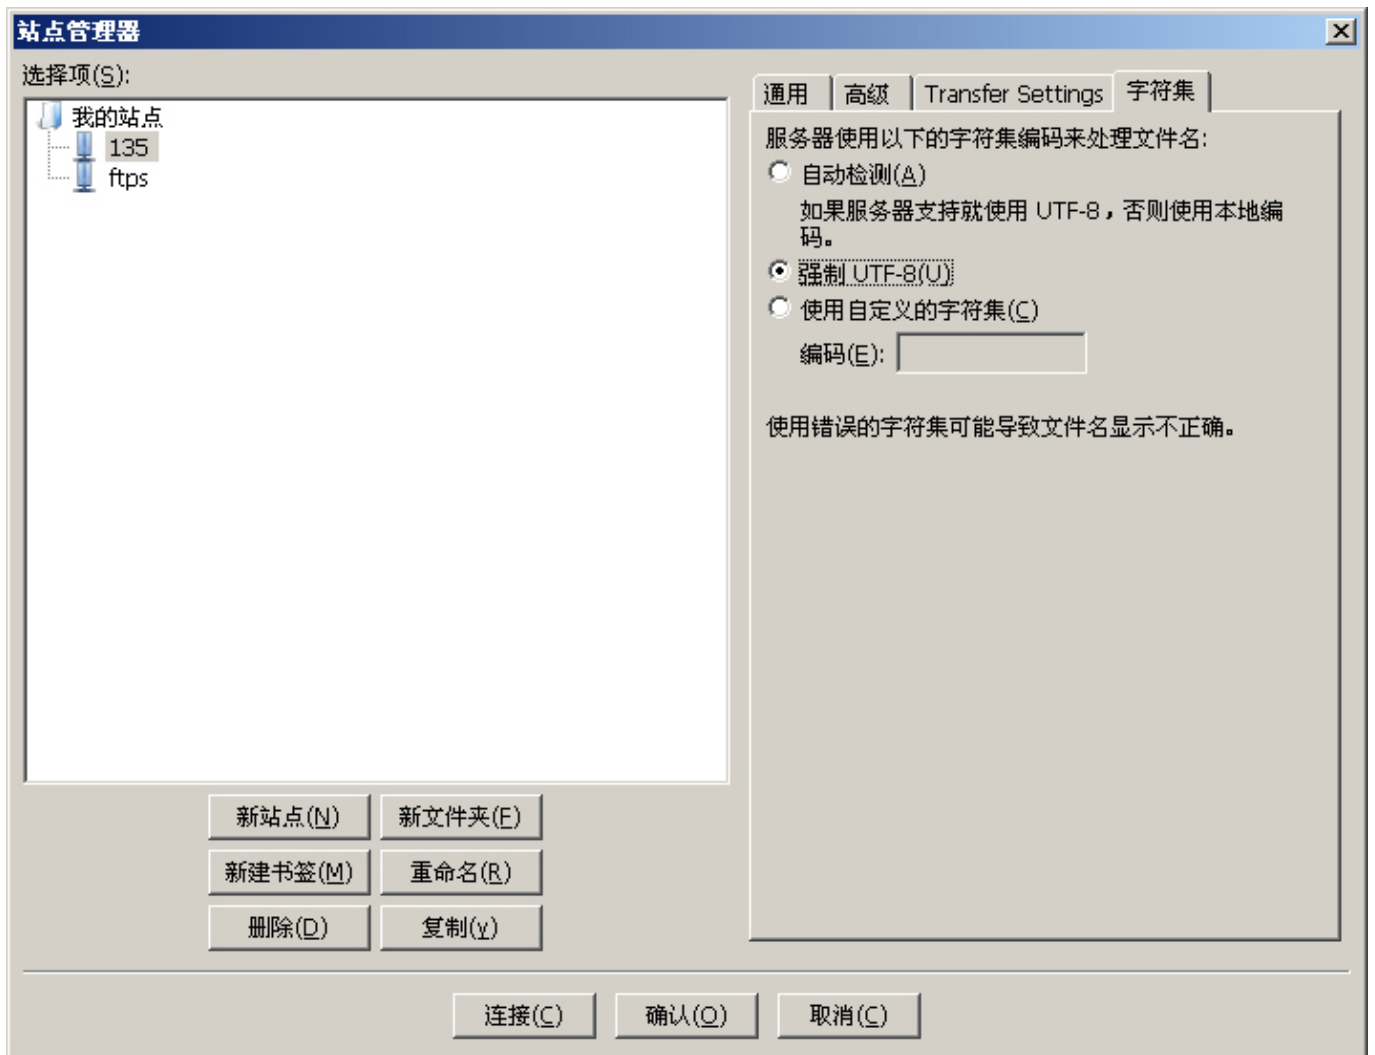 站点管理器
选择项(S):
我的站点
135
ftps
新站点(N)
新文件夹(F)
新建书签(M)
重命名(R)
删除(D)
复制(y)
通用
高级
Transfer Settings
字符集
服务器使用以下的字符集编码来处理文件名:
自动检测(A)
如果服务器支持就使用 UTF-8，否则使用本地编
码。
强制 UTF-8(U)
使用自定义的字符集(C)
编码(E):
使用错误的字符集可能导致文件名显示不正确。
连接(C)
确认(O)
取消(C)